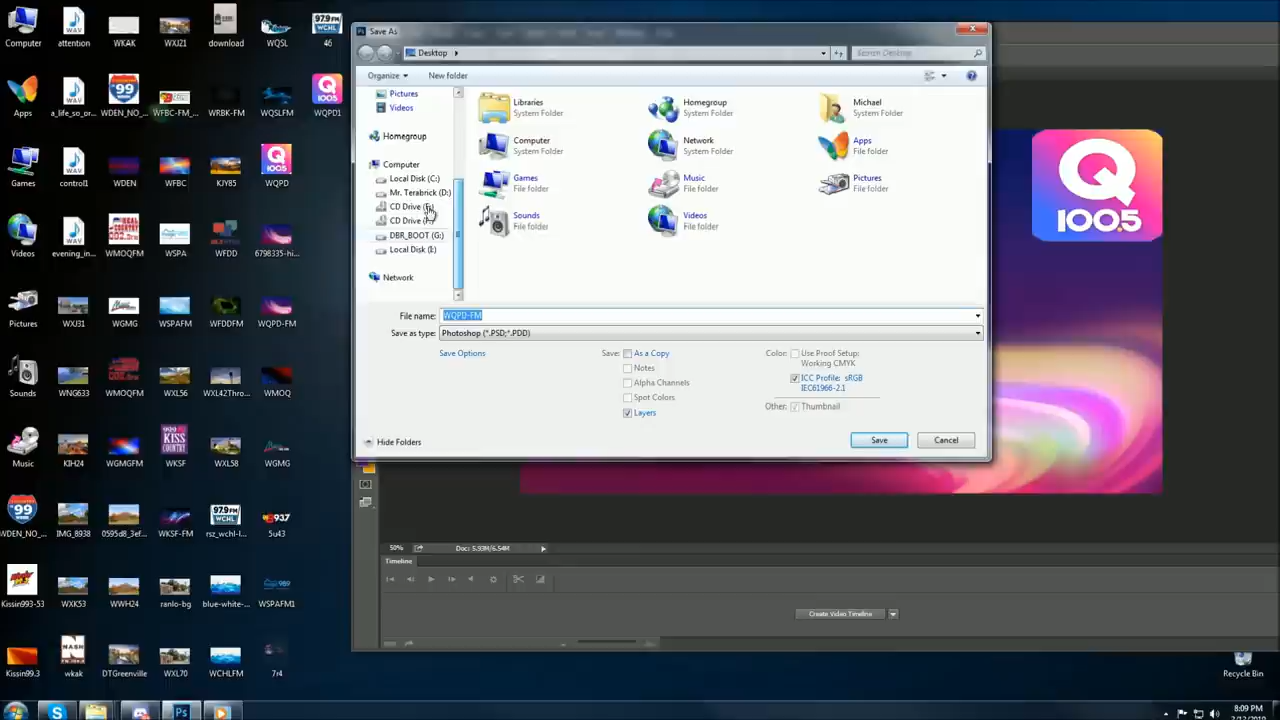 Computer
attention
WKAK
WXJ21
download
WQSL
97.9 FM
WCHL
46
Apps
a_life_so_or...
99
WDEN_NO_...
WFBC-FM_...
WRBK-FM
WQSLFM
Q
1005
WQPD1
Games
control1
WDEN
WFBC
KJY85
Q
1005
WQPD
Videos
evening_in...
WMOQFM
WSPA
WFDD
6798335-hi...
Pictures
WXJ31
WGMG
WSPAFM
WFDDFM
WQPD-FM
Sounds
WNG633
WMOQFM
WXL56
WXL42Thro...
WMOQ
Music
KIH24
WGMGFM
KISS
COUNTRY
WKSF
WXL58
WGMG
99
WDEN_NO_...
IMG_8938
0595d8_3ef...
WKSF-FM
97.9 FM
WCHL
rsz_wchl-l...
937
5u43
Kissin993-53
WXK53
WWH24
ranlo-bg
blue-white-...
WSPAFM1
Kissin99.3
NASH
wkak
DTGreenville
WXL70
WCHLFM
7r4
Save As
Desktop
Search Desktop
Organize
New folder
Pictures
Videos
Homegroup
Computer
Local Disk (C:)
Mr. Terabrick (D:)
CD Drive
CD Drive
DBR_BOOT (G:)
Local Disk (I:)
Network
Libraries
System Folder
Homegroup
System Folder
Michael
System Folder
Computer
System Folder
Network
System Folder
Apps
File folder
Games
File folder
Music
File folder
Pictures
File folder
Sounds
File folder
Videos
File folder
File name: WQPD-FM
Save as type: Photoshop (*.PSD;*.PDD)
Save Options
Save: As a Copy
Notes
Alpha Channels
Spot Colors
Layers
Color: Use Proof Setup:
Working CMYK
ICC Profile: sRGB
IEC61966-2.1
Other: Thumbnail
Hide Folders
Save
Cancel
Q
100.5
50%
Doc: 5.93M/6.54M
Timeline
Create Video Timeline
Recycle Bin
S
Ps
8:09 PM